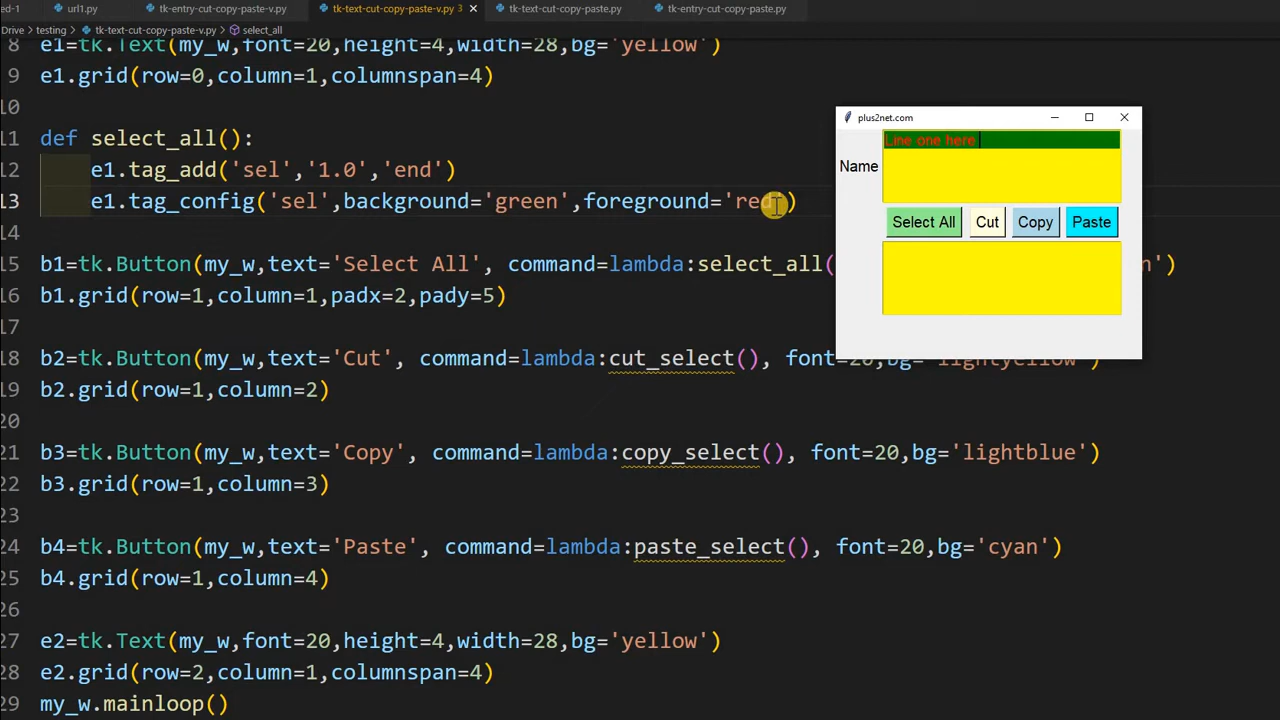 ed-1 url1.py tk-entry-cut-copy-paste-v.py tk-text-cut-copy-paste-v.py 3 × tk-text-cut-copy-paste.py tk-entry-cut-copy-paste.py
Drive > testing > tk-text-cut-copy-paste-v.py > select_all
8 e1=tk.Text(my_w,font=20,height=4,width=28,bg='yellow')
9 e1.grid(row=0,column=1,columnspan=4)
10
11 def select_all():
12 e1.tag_add('sel','1.0','end')
13 e1.tag_config('sel',background='green',foreground='red')
14
15 b1=tk.Button(my_w,text='Select All', command=lambda:select_all( n')
16 b1.grid(row=1,column=1,padx=2,pady=5)
17
18 b2=tk.Button(my_w,text='Cut', command=lambda:cut_select(), font=20,bg='lightyellow')
19 b2.grid(row=1,column=2)
20
21 b3=tk.Button(my_w,text='Copy', command=lambda:copy_select(), font=20,bg='lightblue')
22 b3.grid(row=1,column=3)
23
24 b4=tk.Button(my_w,text='Paste', command=lambda:paste_select(), font=20,bg='cyan')
25 b4.grid(row=1,column=4)
26
27 e2=tk.Text(my_w,font=20,height=4,width=28,bg='yellow')
28 e2.grid(row=2,column=1,columnspan=4)
29 my_w.mainloop()
plus2net.com
Line one here
Name
Select All Cut Copy Paste